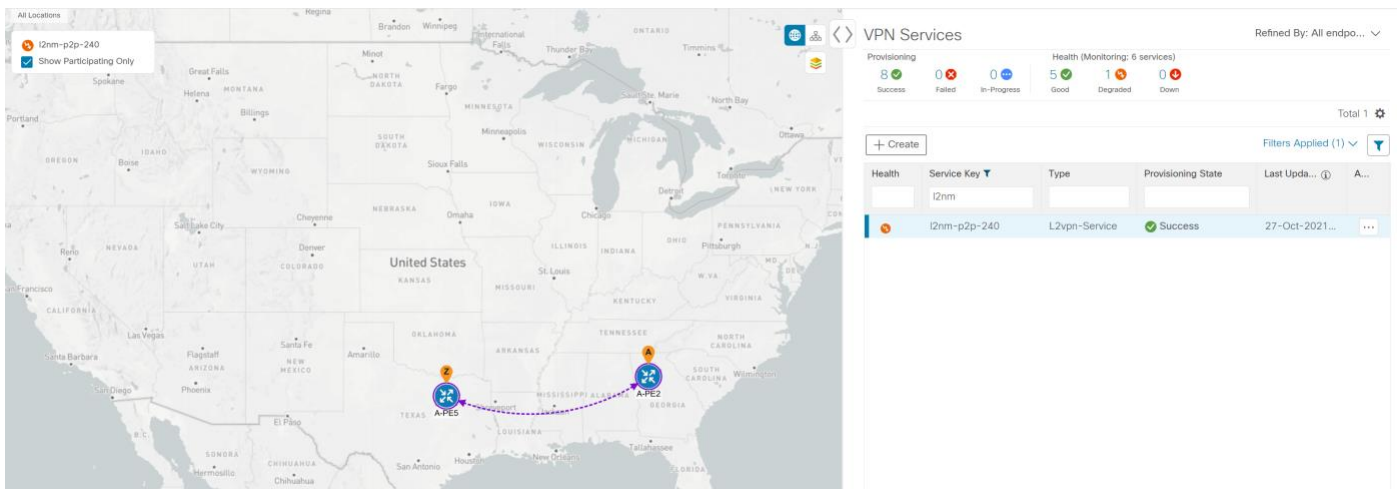 All Locations
l2nm-p2p-240
Show Participating Only
Regina
Brandon
Winnipeg
International Falls
Thunder Bay
ONTARIO
Timmins
Minot
Great Falls
NORTH DAKOTA
Fargo
Spokane
Helena
MONTANA
Sault Ste. Marie
North Bay
MINNESOTA
Billings
Portland
SOUTH DAKOTA
Minneapolis
WISCONSIN
MICHIGAN
Ottawa
OREGON
IDAHO
Boise
WYOMING
Sioux Falls
Toronto
Detroit
NEW YORK
IOWA
NEBRASKA
Omaha
Chicago
Cheyenne
Salt Lake City
PENNSYLVANIA
Reno
NEVADA
UTAH
Denver
COLORADO
United States
ILLINOIS
INDIANA
OHIO
Pittsburgh
N.J
KANSAS
St. Louis
MISSOURI
W.VA.
MD.
DEL
San Francisco
CALIFORNIA
KENTUCKY
VIRGINIA
Las Vegas
OKLAHOMA
TENNESSEE
NORTH CAROLINA
Santa Barbara
Flagstaff
ARIZONA
Santa Fe
NEW MEXICO
Amarillo
ARKANSAS
Z
A
SOUTH CAROLINA
Wilmington
San Diego
Phoenix
A-PE5
Shreveport
MISSISSIPPI
ALABAMA
A-PE2
GEORGIA
TEXAS
Jackson
B.C.
El Paso
LOUISIANA
SONORA
Hermosillo
CHIHUAHUA
Chihuahua
San Antonio
Houston
New Orleans
Tallahassee
FLORIDA
VPN Services
Refined By: All endpo...
Provisioning
Health (Monitoring: 6 services)
8 0 0 5 1 0
Success Failed In-Progress Good Degraded Down
Total 1
+ Create
Filters Applied (1)
Health Service Key Type Provisioning State Last Upda... A...
l2nm
l2nm-p2p-240 L2vpn-Service Success 27-Oct-2021... ...